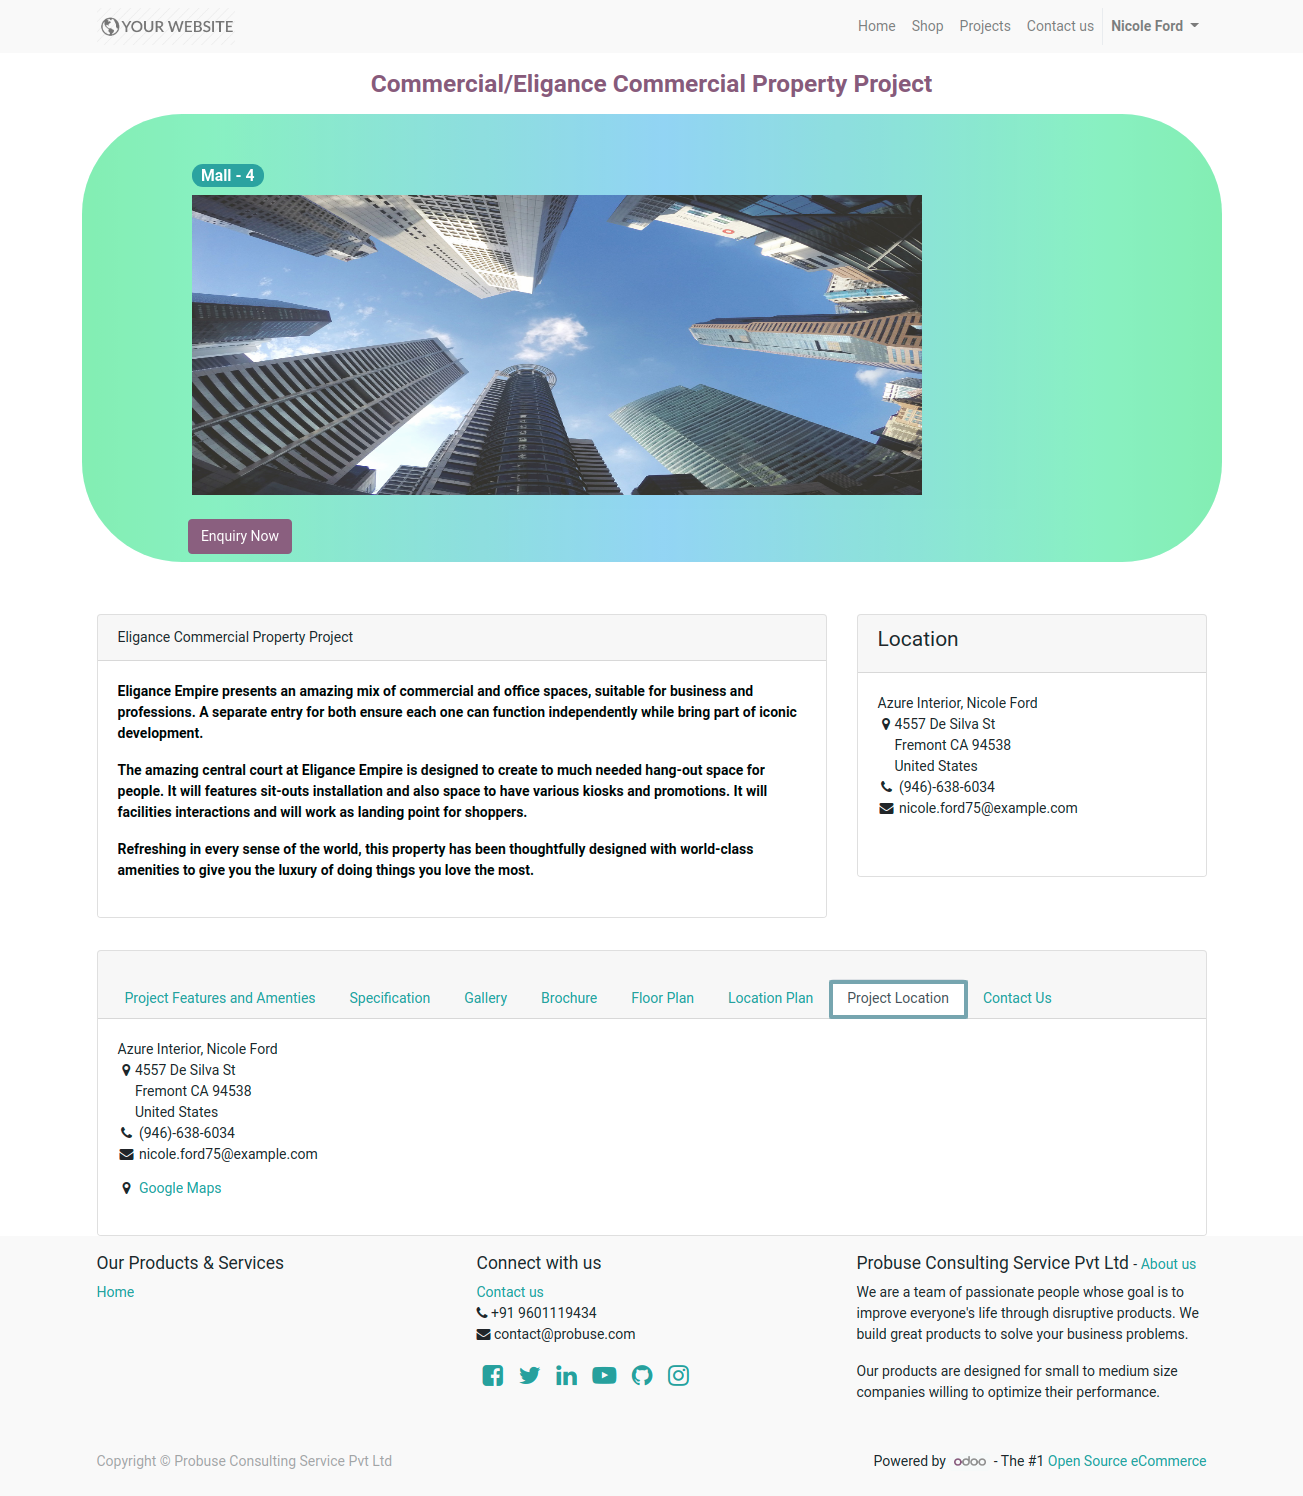 YOUR WEBSITE
Home Shop Projects Contact us Nicole Ford
Commercial/Eligance Commercial Property Project
Mall - 4
Enquiry Now
Eligance Commercial Property Project
Eligance Empire presents an amazing mix of commercial and office spaces, suitable for business and
professions. A separate entry for both ensure each one can function independently while bring part of iconic
development.
The amazing central court at Eligance Empire is designed to create to much needed hang-out space for
people. It will features sit-outs installation and also space to have various kiosks and promotions. It will
facilities interactions and will work as landing point for shoppers.
Refreshing in every sense of the world, this property has been thoughtfully designed with world-class
amenities to give you the luxury of doing things you love the most.
Location
Azure Interior, Nicole Ford
4557 De Silva St
Fremont CA 94538
United States
(946)-638-6034
nicole.ford75@example.com
Project Features and Amenties Specification Gallery Brochure Floor Plan Location Plan Project Location Contact Us
Azure Interior, Nicole Ford
4557 De Silva St
Fremont CA 94538
United States
(946)-638-6034
nicole.ford75@example.com
Google Maps
Our Products & Services
Home
Connect with us
Contact us
+91 9601119434
contact@probuse.com
Probuse Consulting Service Pvt Ltd - About us
We are a team of passionate people whose goal is to
improve everyone's life through disruptive products. We
build great products to solve your business problems.
Our products are designed for small to medium size
companies willing to optimize their performance.
Copyright © Probuse Consulting Service Pvt Ltd
Powered by odoo - The #1 Open Source eCommerce